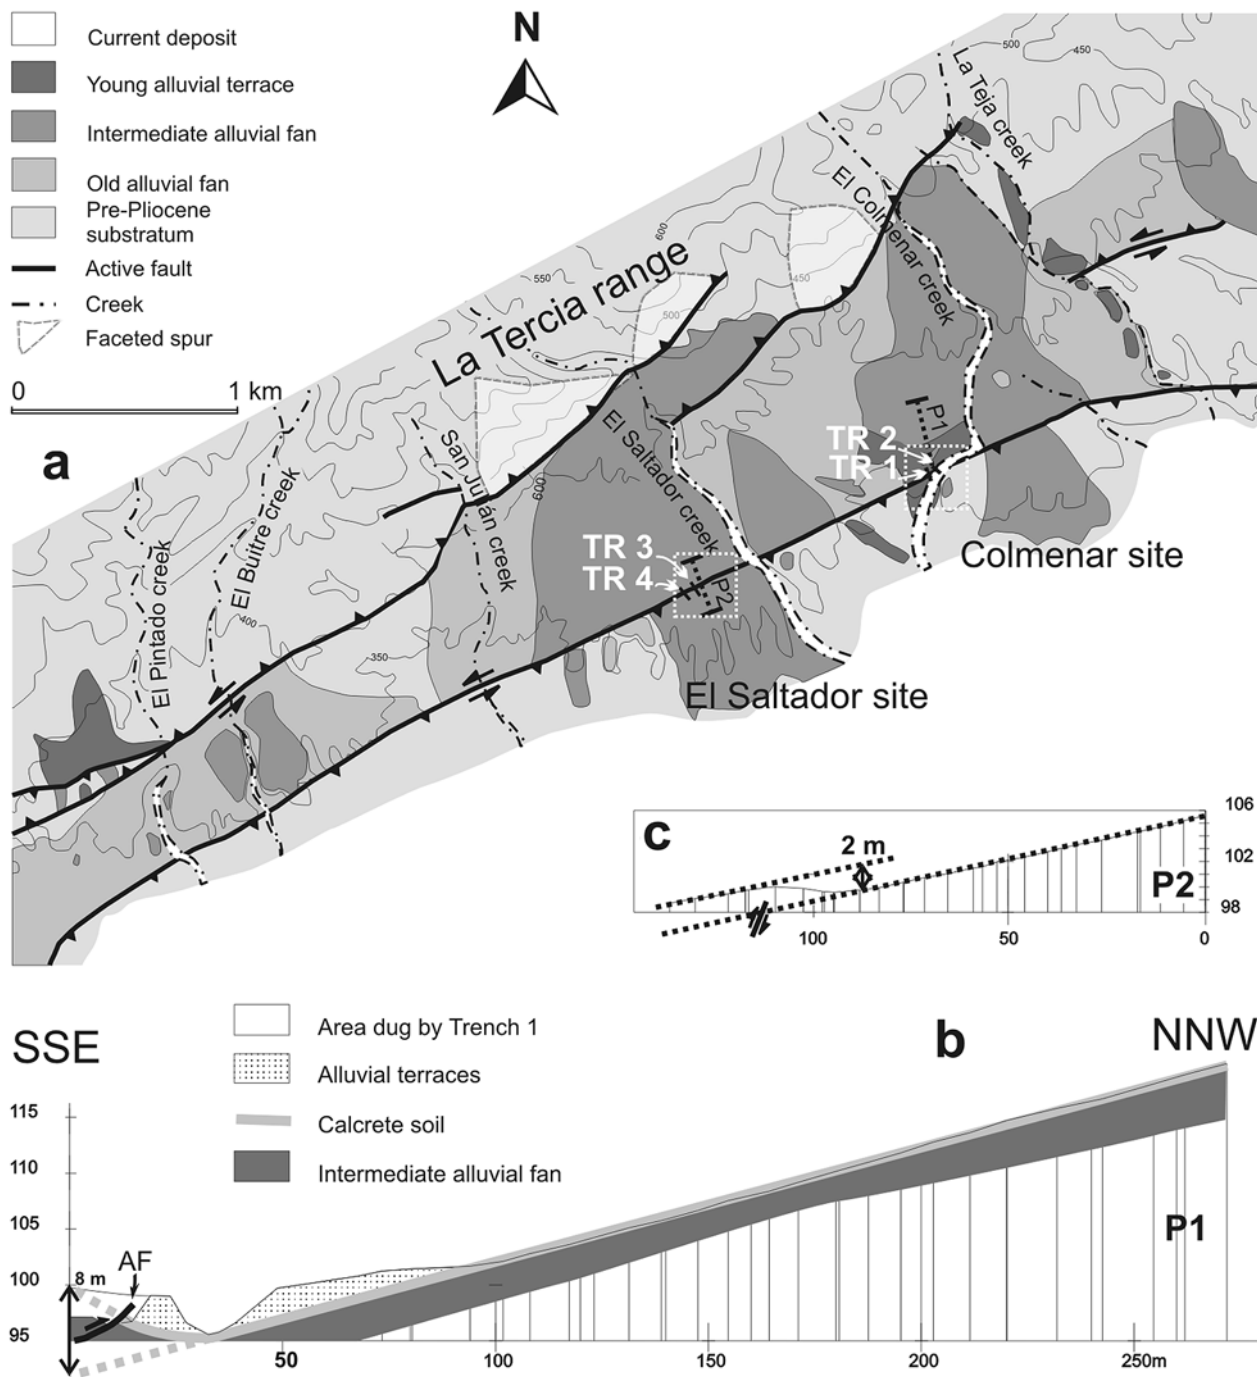 Current deposit
Young alluvial terrace
Intermediate alluvial fan
Old alluvial fan
Pre-Pliocene
substratum
Active fault
Creek
Faceted spur
0 1 km
N
a
La Tercia range
La Teja creek
El Colmenar creek
El Saltador creek
San Julián creek
El Buitre creek
El Pintado creek
500
450
600
550
500
450
600
400
350
P1
TR 2
TR 1
Colmenar site
TR 3
TR 4
P2
El Saltador site
c
2 m
P2
106
102
98
100
50
0
SSE
NNW
b
Area dug by Trench 1
Alluvial terraces
Calcrete soil
Intermediate alluvial fan
115
110
105
100
95
8 m
AF
P1
50
100
150
200
250m